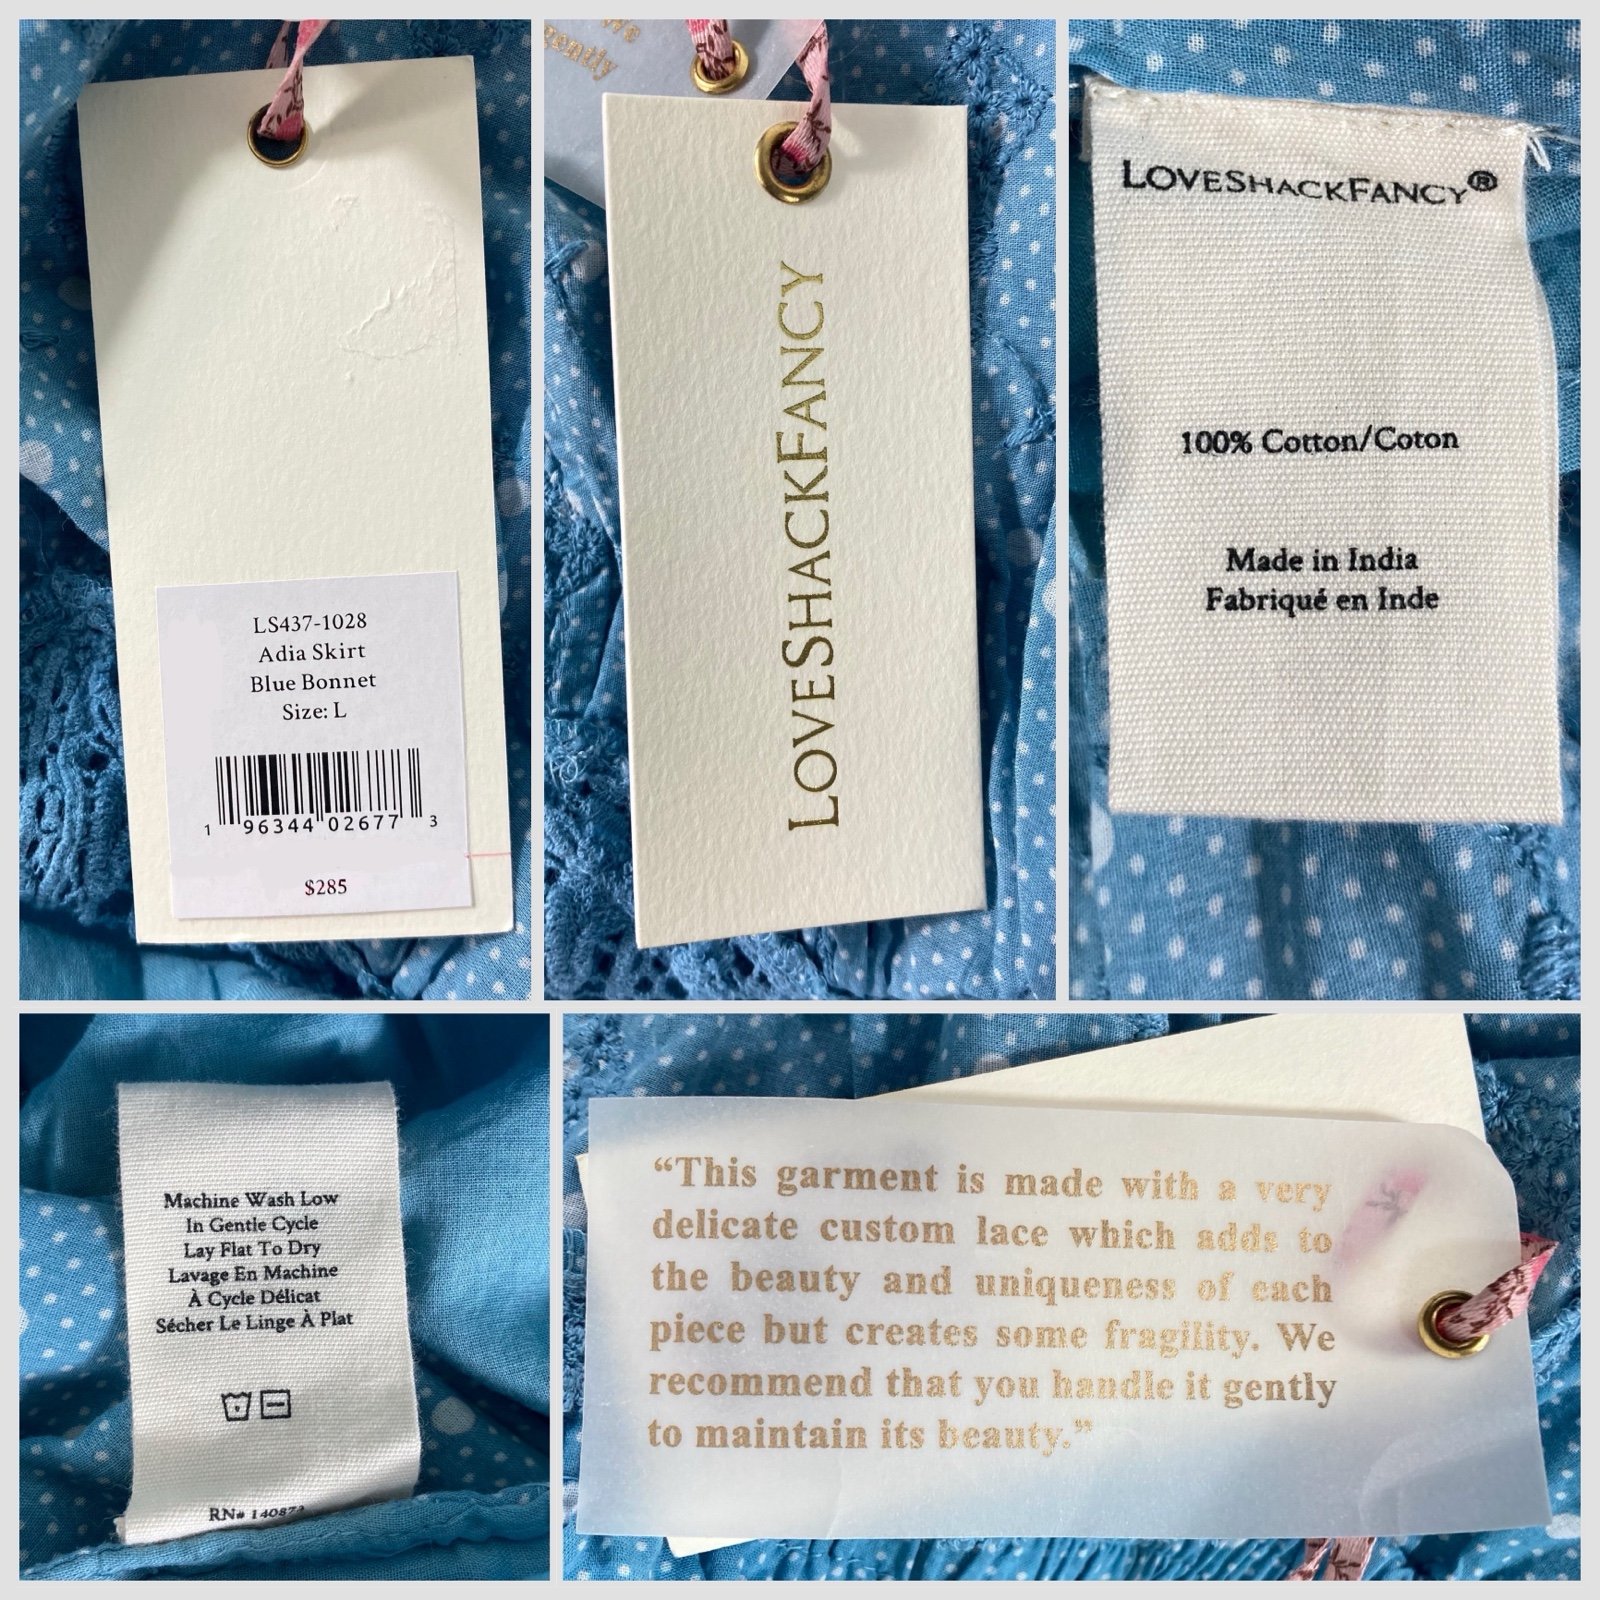 LS437-1028
Adia Skirt
Blue Bonnet
Size: L
1 96344 02677 3
$285
gently
LOVESHACKFANCY
LOVESHACKFANCY®
100% Cotton/Coton
Made in India
Fabriqué en Inde
Machine Wash Low
In Gentle Cycle
Lay Flat To Dry
Lavage En Machine
À Cycle Délicat
Sécher Le Linge À Plat
RN# 140873
“This garment is made with a very
delicate custom lace which adds to
the beauty and uniqueness of each
piece but creates some fragility. We
recommend that you handle it gently
to maintain its beauty.”